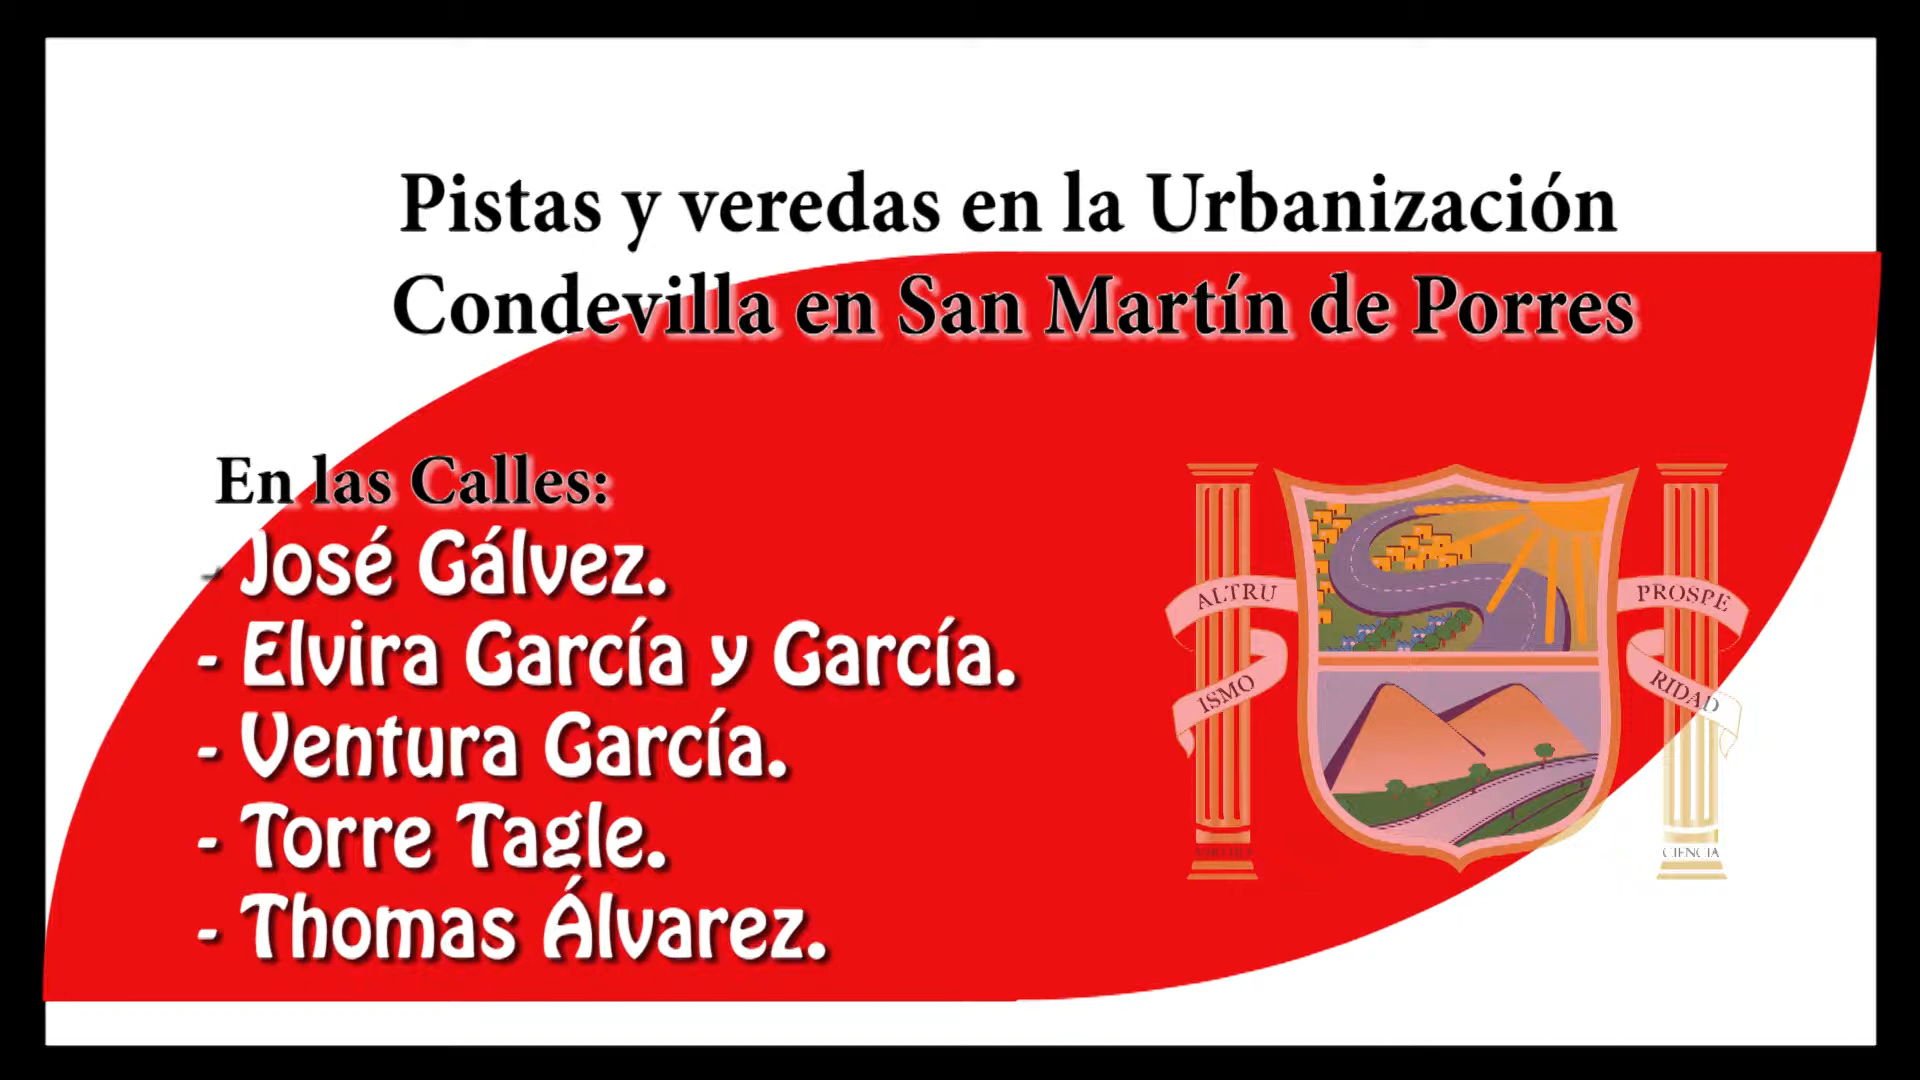 Pistas y veredas en la Urbanización
Condevilla en San Martín de Porres
En las Calles:
- José Gálvez.
- Elvira García y García.
- Ventura García.
- Torre Tagle.
- Thomas Álvarez.
ALTRU
ISMO
PROSPE
RIDAD
CIENCIA